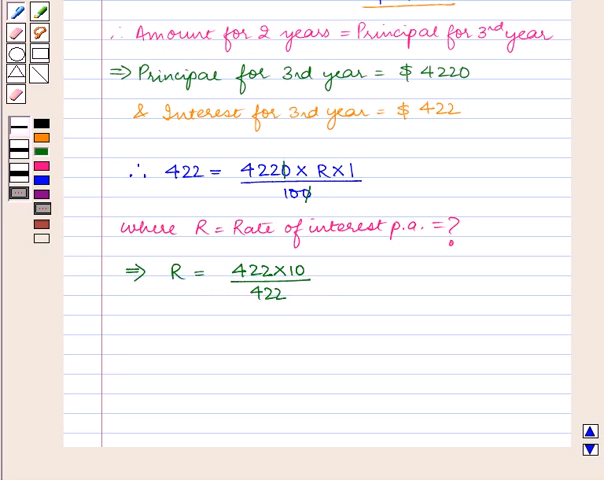 ∴ Amount for 2 years = Principal for 3rd year
⇒ Principal for 3rd year = $ 4220
& Interest for 3rd year = $ 422
∴ 422 = 4220 × R × 1
100
where R = Rate of interest p.a. = ?
⇒ R = 422 × 10
422